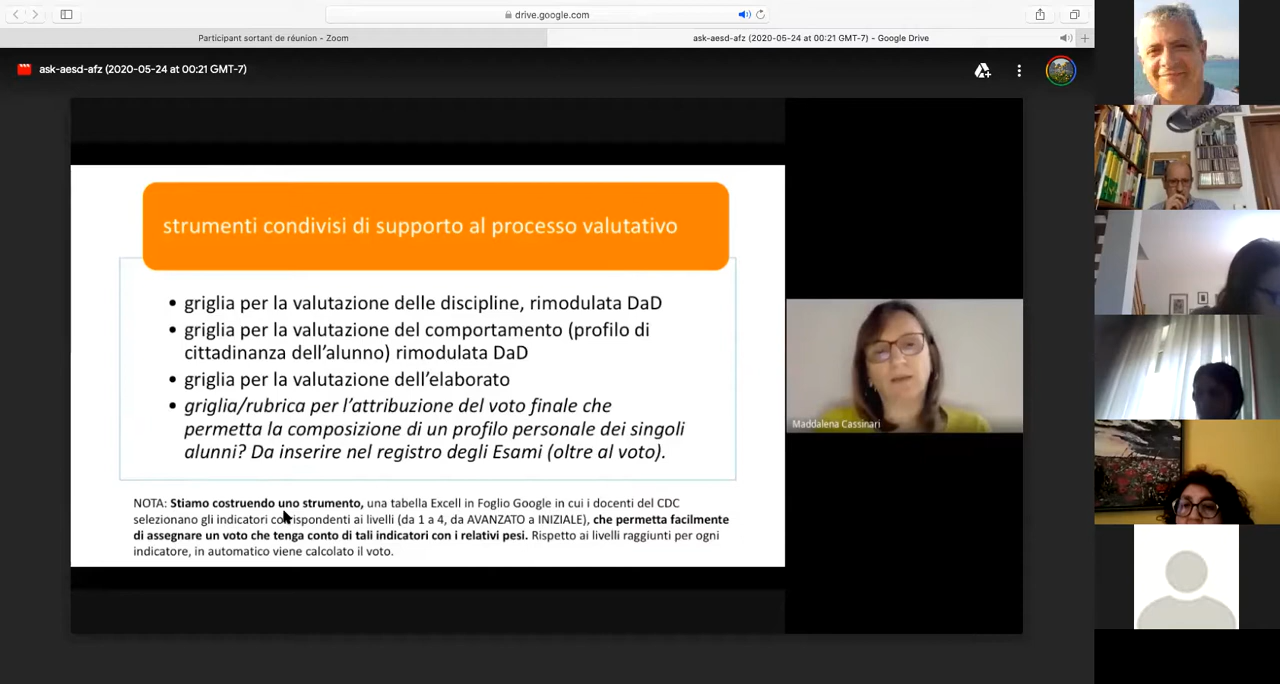 drive.google.com
Participant sortant de réunion - Zoom
ask-aesd-afz (2020-05-24 at 00:21 GMT-7) - Google Drive
ask-aesd-afz (2020-05-24 at 00:21 GMT-7)
strumenti condivisi di supporto al processo valutativo
• griglia per la valutazione delle discipline, rimodulata DaD
• griglia per la valutazione del comportamento (profilo di
cittadinanza dell'alunno) rimodulata DaD
• griglia per la valutazione dell'elaborato
• griglia/rubrica per l'attribuzione del voto finale che
permetta la composizione di un profilo personale dei singoli
alunni? Da inserire nel registro degli Esami (oltre al voto).
NOTA: Stiamo costruendo uno strumento, una tabella Excell in Foglio Google in cui i docenti del CDC
selezionano gli indicatori corrispondenti ai livelli (da 1 a 4, da AVANZATO a INIZIALE), che permetta facilmente
di assegnare un voto che tenga conto di tali indicatori con i relativi pesi. Rispetto ai livelli raggiunti per ogni
indicatore, in automatico viene calcolato il voto.
Maddalena Cassinari